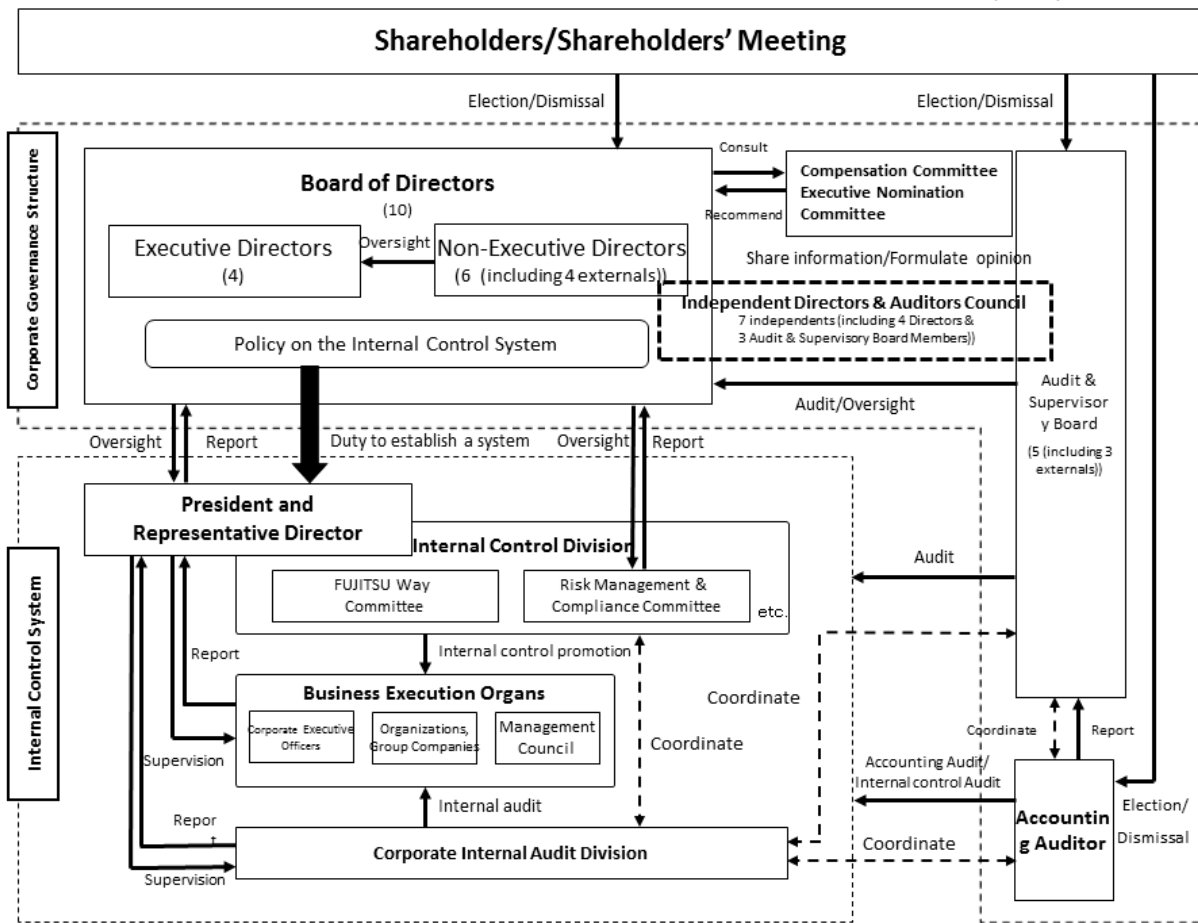 Shareholders/Shareholders’ Meeting
Election/Dismissal
Election/Dismissal
Corporate Governance Structure
Board of Directors
(10)
Executive Directors
(4)
Oversight
Non-Executive Directors
(6 (including 4 externals))
Policy on the Internal Control System
Consult
Recommend
Compensation Committee
Executive Nomination
Committee
Share information/Formulate opinion
Independent Directors & Auditors Council
7 independents (including 4 Directors &
3 Audit & Supervisory Board Members))
Audit/Oversight
Audit &
Supervisor
y Board
(5 (including 3
externals))
Oversight
Report
Duty to establish a system
Oversight
Report
Internal Control System
President and
Representative Director
Internal Control Division
FUJITSU Way
Committee
Risk Management &
Compliance Committee
etc.
Audit
Report
Internal control promotion
Business Execution Organs
Corporate Executive
Officers
Organizations,
Group Companies
Management
Council
Supervision
Coordinate
Coordinate
Coordinate
Report
Accounting Audit/
Internal control Audit
Internal audit
Repor
t
Supervision
Corporate Internal Audit Division
Coordinate
Accountin
g Auditor
Election/
Dismissal